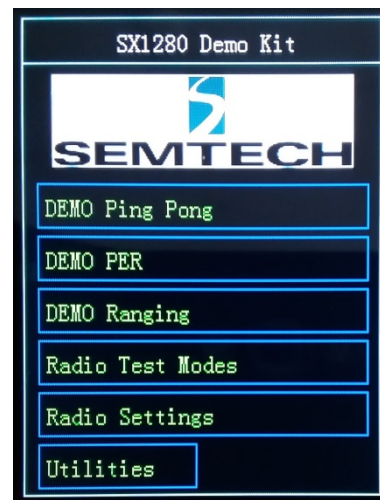 SX1280 Demo Kit
SEMTECH
DEMO Ping Pong
DEMO PER
DEMO Ranging
Radio Test Modes
Radio Settings
Utilities